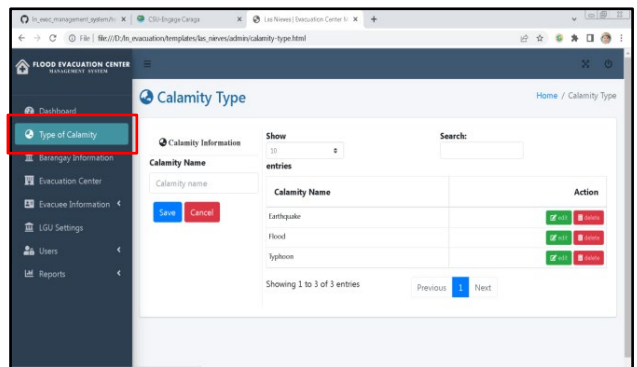 ln_evac_management_system/ln
CSU-Engage Caraga
Las Nieves | Evacuation Center M
File | file:///D:/ln_evacuation/templates/las_nieves/admin/calamity-type.html
FLOOD EVACUATION CENTER
MANAGEMENT SYSTEM
Dashboard
Type of Calamity
Barangay Information
Evacuation Center
Evacuee Information
LGU Settings
Users
Reports
Calamity Type
Home / Calamity Type
Calamity Information
Calamity Name
Calamity name
Save Cancel
Show
10
entries
Search:
Calamity Name Action
Earthquake edit delete
Flood edit delete
Typhoon edit delete
Showing 1 to 3 of 3 entries
Previous 1 Next